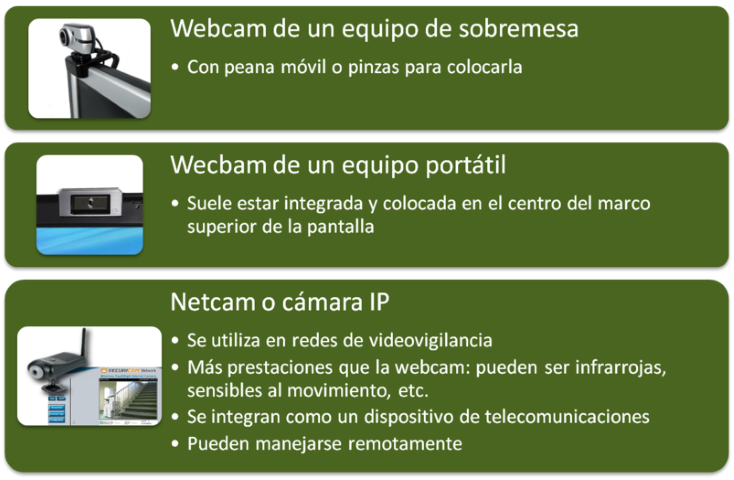 Webcam de un equipo de sobremesa
• Con peana móvil o pinzas para colocarla
Wecbam de un equipo portátil
• Suele estar integrada y colocada en el centro del marco
superior de la pantalla
Netcam o cámara IP
• Se utiliza en redes de videovigilancia
• Más prestaciones que la webcam: pueden ser infrarrojas,
sensibles al movimiento, etc.
• Se integran como un dispositivo de telecomunicaciones
• Pueden manejarse remotamente